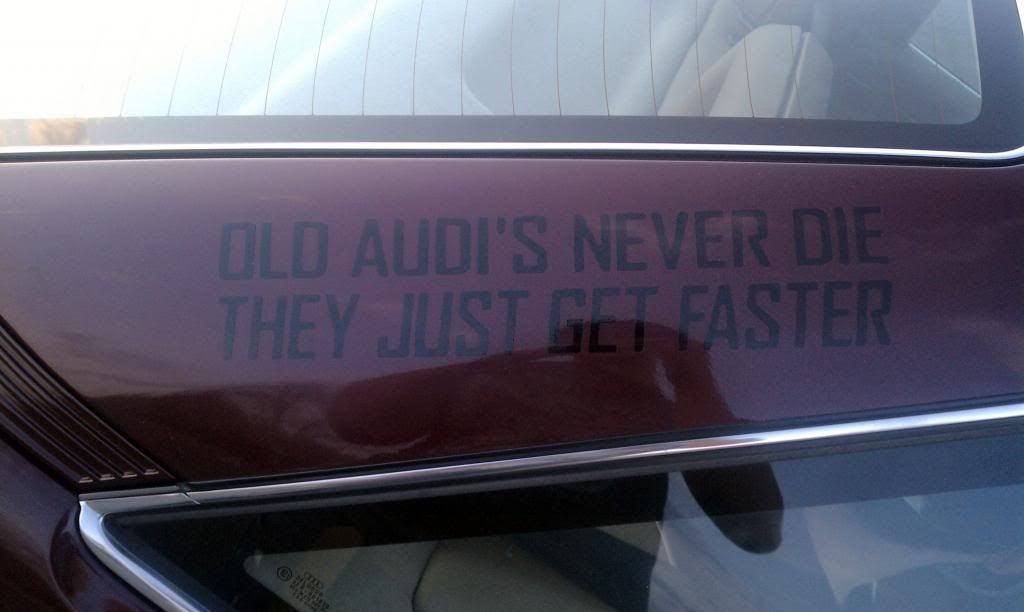 OLD AUDI'S NEVER DIE
THEY JUST GET FASTER